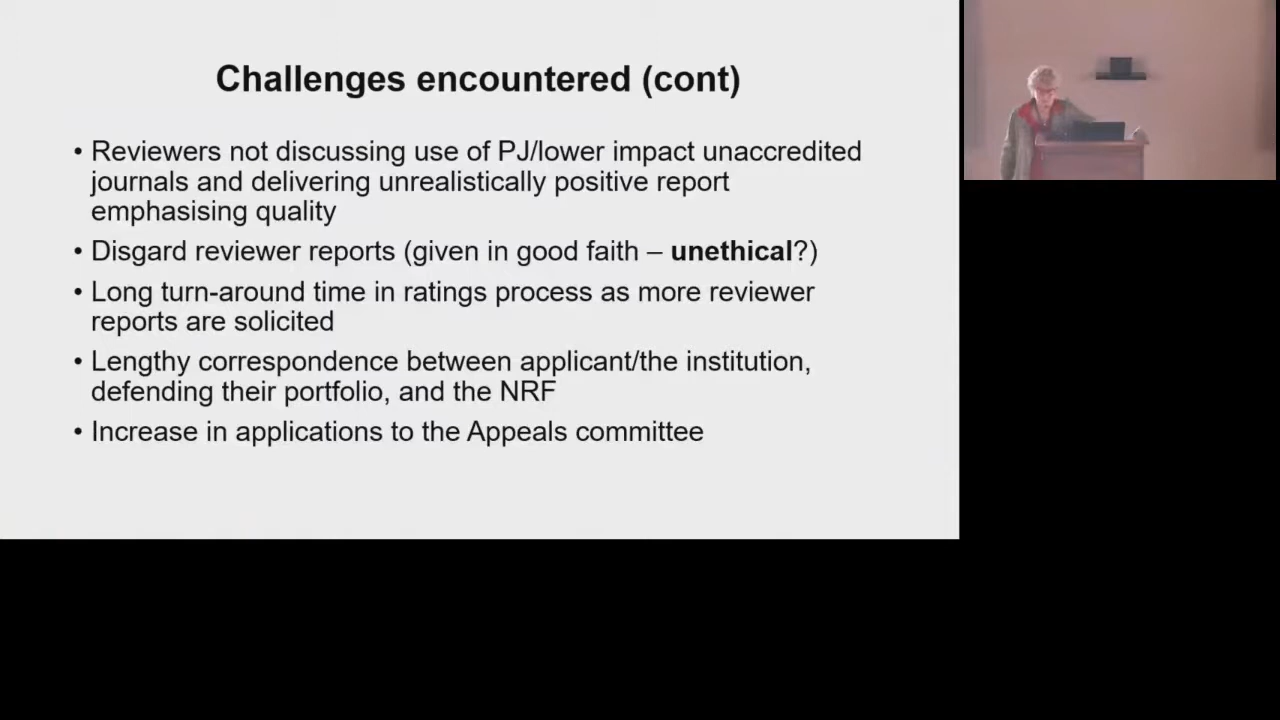 Challenges encountered (cont)
• Reviewers not discussing use of PJ/lower impact unaccredited
journals and delivering unrealistically positive report
emphasising quality
• Disgard reviewer reports (given in good faith – unethical?)
• Long turn-around time in ratings process as more reviewer
reports are solicited
• Lengthy correspondence between applicant/the institution,
defending their portfolio, and the NRF
• Increase in applications to the Appeals committee